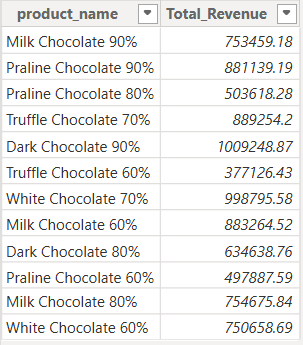 product_name Total_Revenue
Milk Chocolate 90% 753459.18
Praline Chocolate 90% 881139.19
Praline Chocolate 80% 503618.28
Truffle Chocolate 70% 889254.2
Dark Chocolate 90% 1009248.87
Truffle Chocolate 60% 377126.43
White Chocolate 70% 998795.58
Milk Chocolate 60% 883264.52
Dark Chocolate 80% 634638.76
Praline Chocolate 60% 497887.59
Milk Chocolate 80% 754675.84
White Chocolate 60% 750658.69